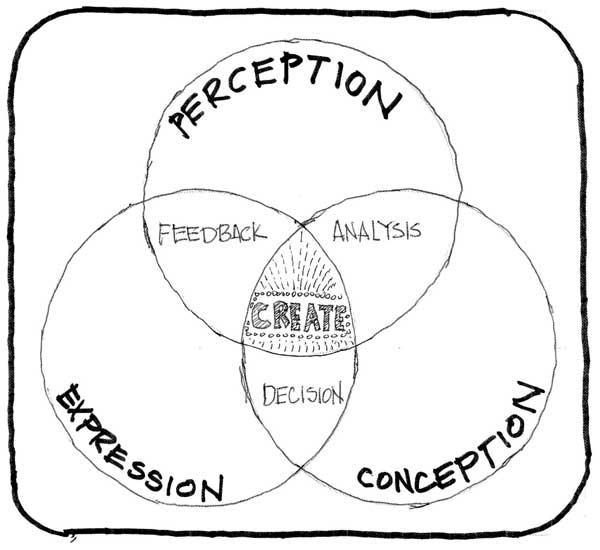 PERCEPTION
FEEDBACK
ANALYSIS
CREATE
DECISION
EXPRESSION
CONCEPTION